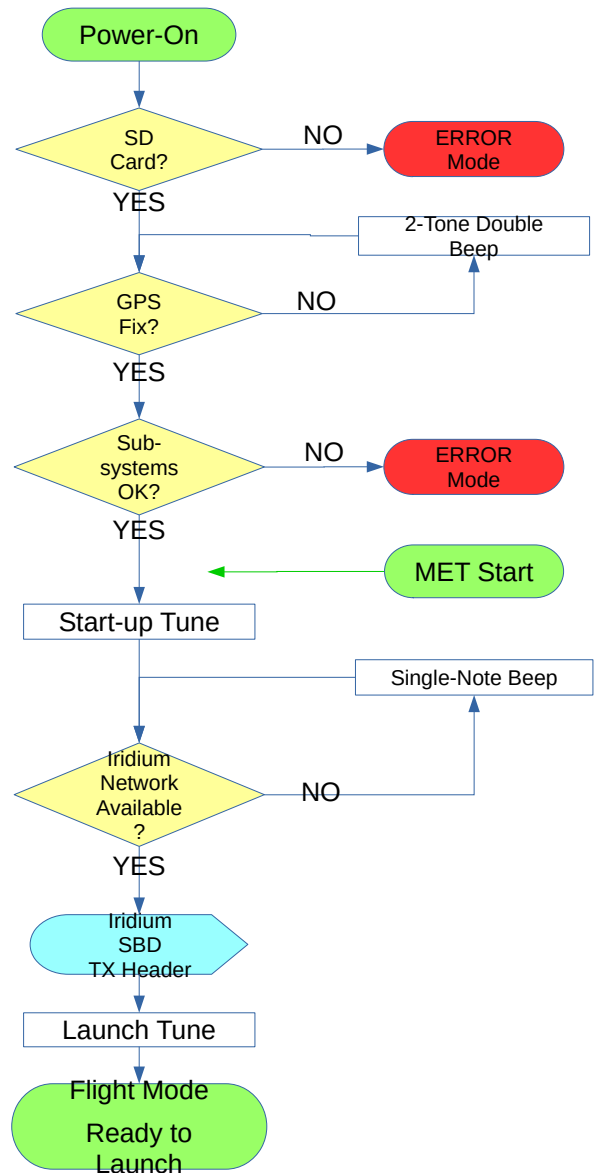 Power-On
SD
Card?
NO
ERROR
Mode
YES
2-Tone Double
Beep
GPS
Fix?
NO
YES
Sub-
systems
OK?
NO
ERROR
Mode
YES
MET Start
Start-up Tune
Single-Note Beep
Iridium
Network
Available
?
NO
YES
Iridium
SBD
TX Header
Launch Tune
Flight Mode
Ready to
Launch